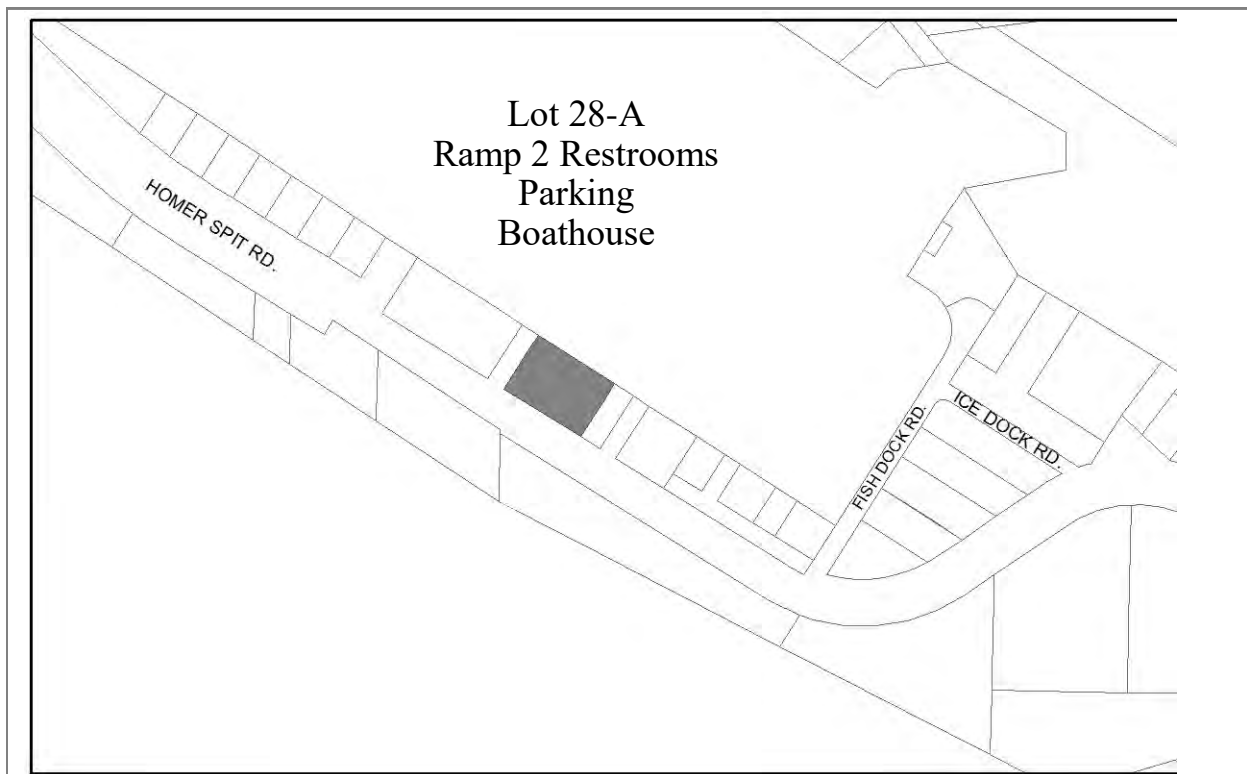 Lot 28-A
Ramp 2 Restrooms
Parking
Boathouse
HOMER SPIT RD.
FISH DOCK RD.
ICE DOCK RD.